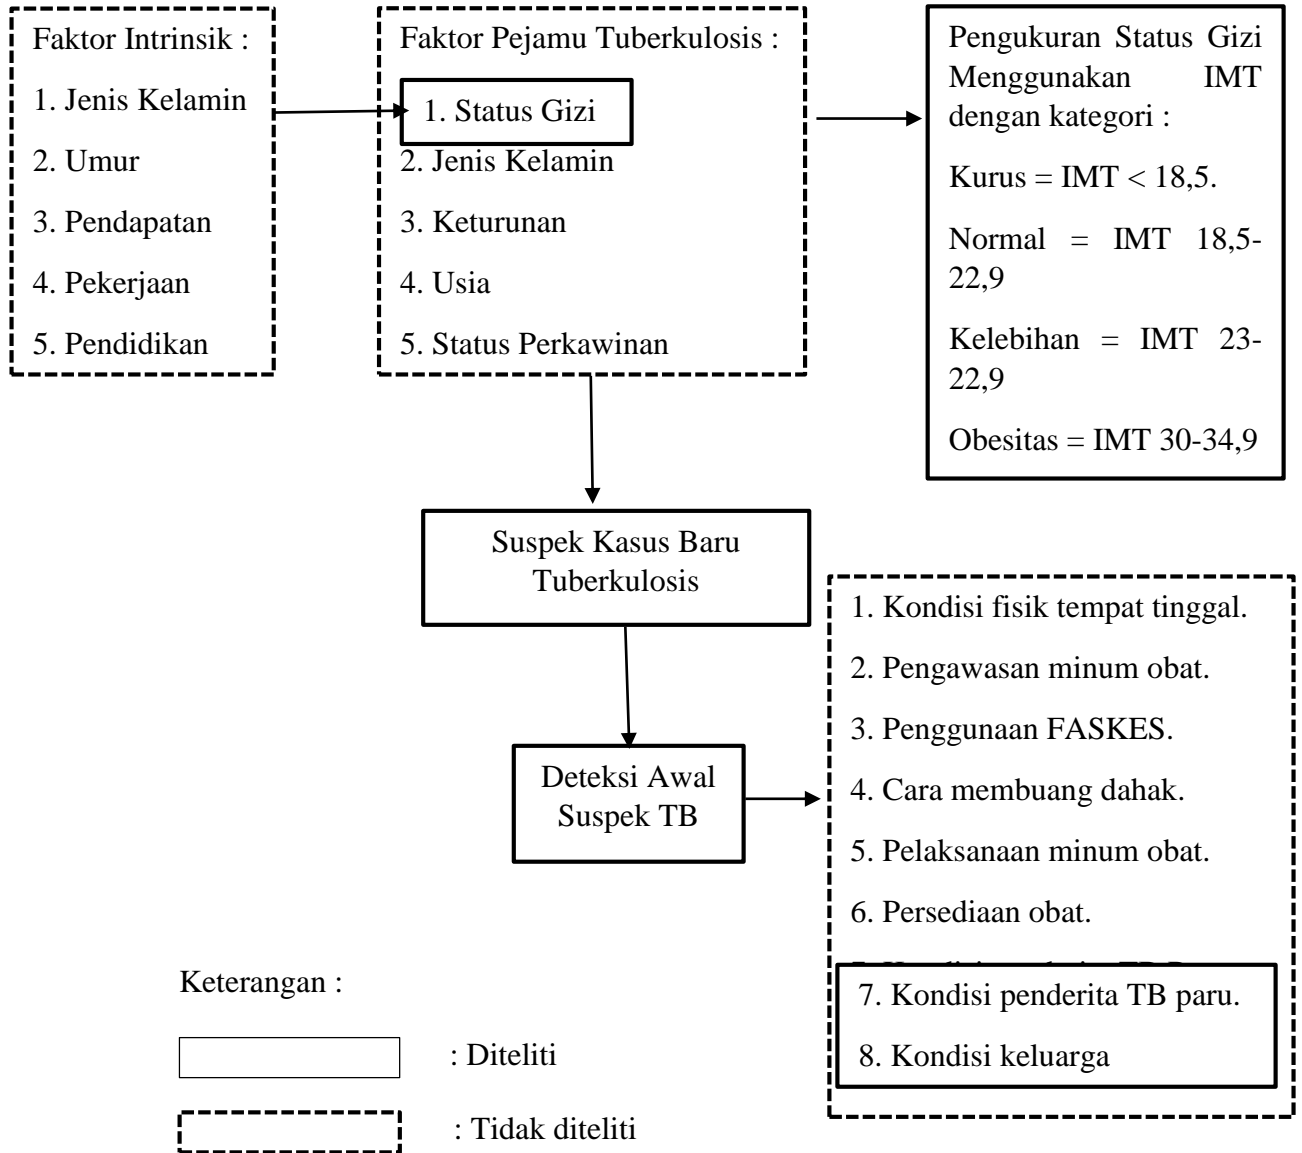 Faktor Intrinsik :
1. Jenis Kelamin
2. Umur
3. Pendapatan
4. Pekerjaan
5. Pendidikan
Faktor Pejamu Tuberkulosis :
1. Status Gizi
2. Jenis Kelamin
3. Keturunan
4. Usia
5. Status Perkawinan
Pengukuran Status Gizi
Menggunakan IMT
dengan kategori :
Kurus = IMT < 18,5.
Normal = IMT 18,5-
22,9
Kelebihan = IMT 23-
22,9
Obesitas = IMT 30-34,9
Suspek Kasus Baru
Tuberkulosis
Deteksi Awal
Suspek TB
1. Kondisi fisik tempat tinggal.
2. Pengawasan minum obat.
3. Penggunaan FASKES.
4. Cara membuang dahak.
5. Pelaksanaan minum obat.
6. Persediaan obat.
7. Kondisi penderita TB paru.
8. Kondisi keluarga
Keterangan :
: Diteliti
: Tidak diteliti